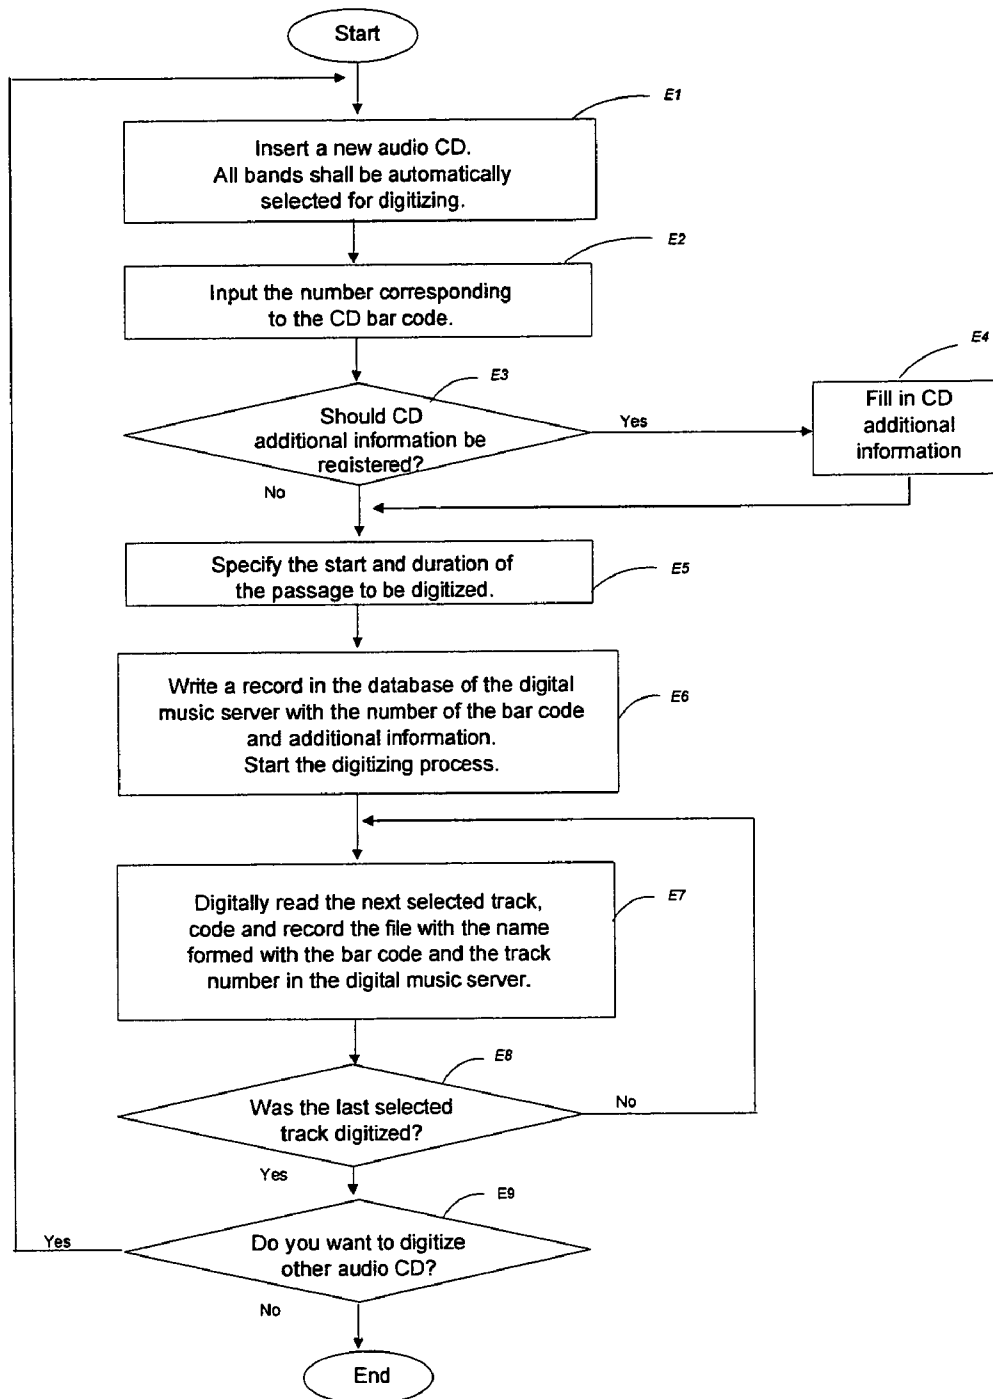 Start
E1
Insert a new audio CD.
All bands shall be automatically
selected for digitizing.
E2
Input the number corresponding
to the CD bar code.
E3
Should CD
additional information be
registered?
Yes
E4
Fill in CD
additional
information
No
Specify the start and duration of
the passage to be digitized.
E5
Write a record in the database of the digital
music server with the number of the bar code
and additional information.
Start the digitizing process.
E6
Digitally read the next selected track,
code and record the file with the name
formed with the bar code and the track
number in the digital music server.
E7
E8
Was the last selected
track digitized?
No
Yes
E9
Do you want to digitize
other audio CD?
Yes
No
End